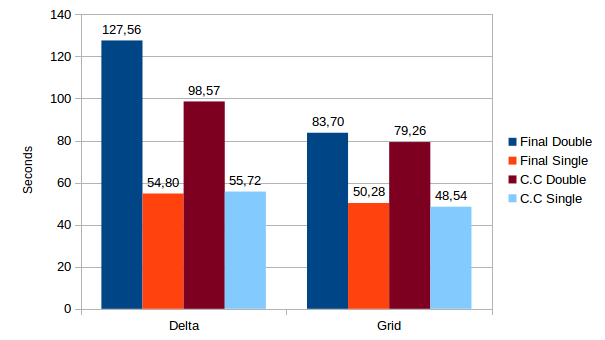 140
120
100
80
60
40
20
0
Seconds
127,56
54,80
98,57
55,72
83,70
50,28
79,26
48,54
Delta
Grid
Final Double
Final Single
C.C Double
C.C Single